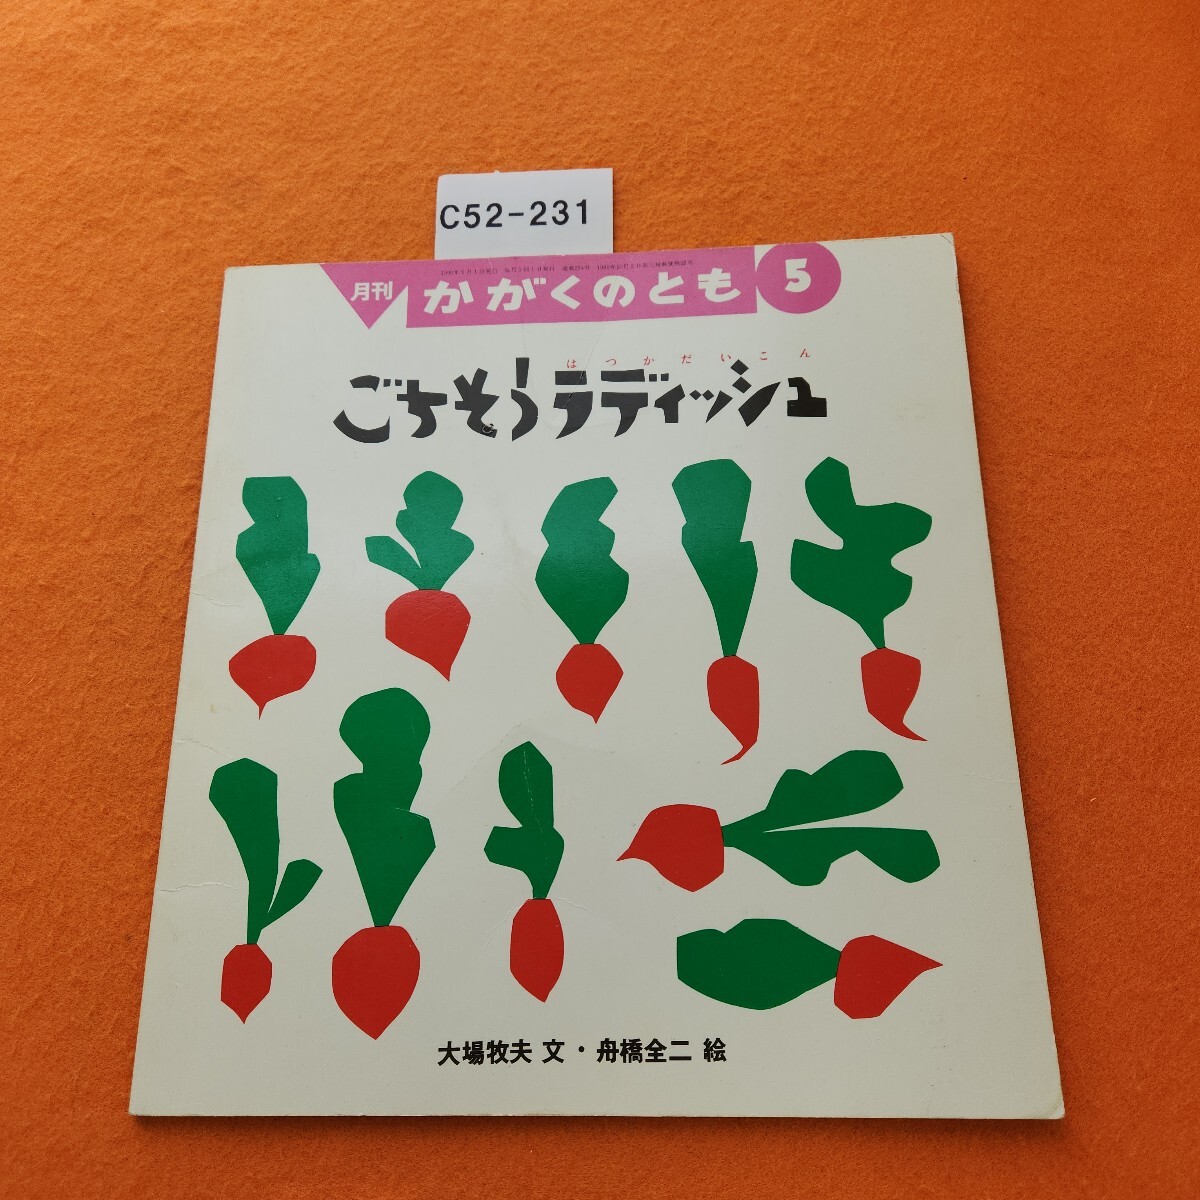 C52-231
月刊 かがくのとも 5
はつかだいこん
ごちそうラディッシュ
大場牧夫 文・舟橋全二 絵